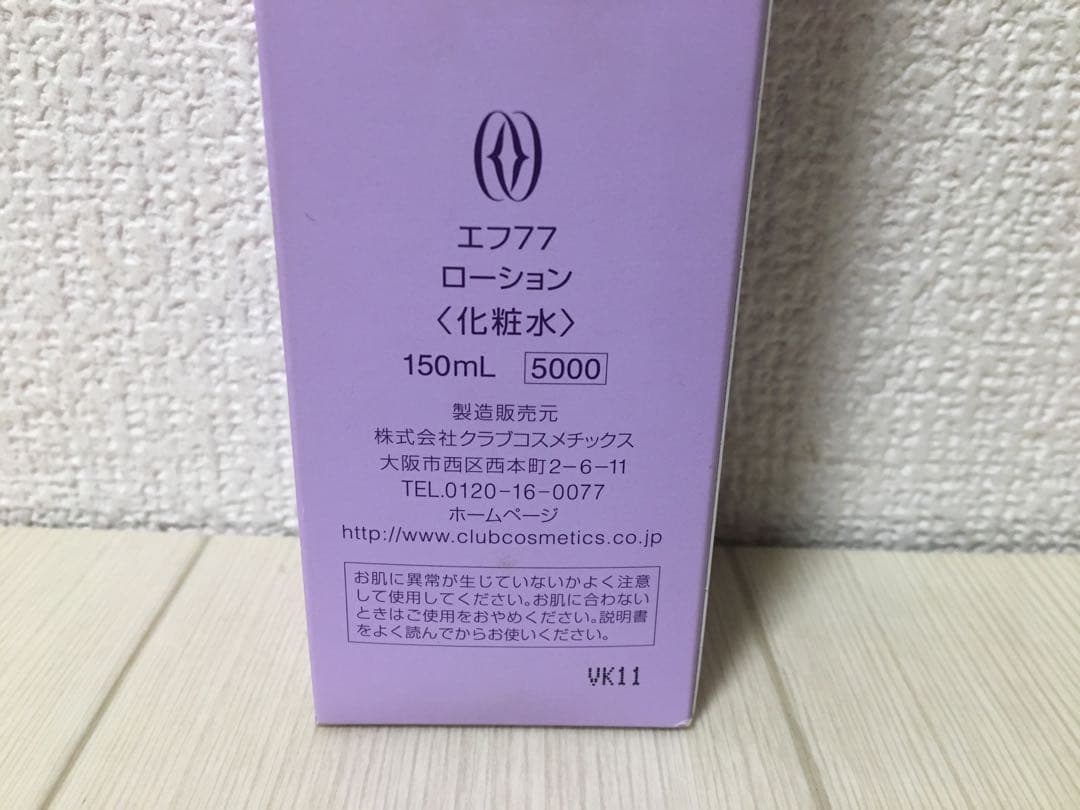 エフ77
ローション
〈化粧水〉
150mL 5000
製造販売元
株式会社クラブコスメチックス
大阪市西区西本町2-6-11
TEL.0120-16-0077
ホームページ
http://www.clubcosmetics.co.jp
お肌に異常が生じていないかよく注意
して使用してください。お肌に合わない
ときはご使用をおやめください。説明書
をよく読んでからお使いください。
VK11